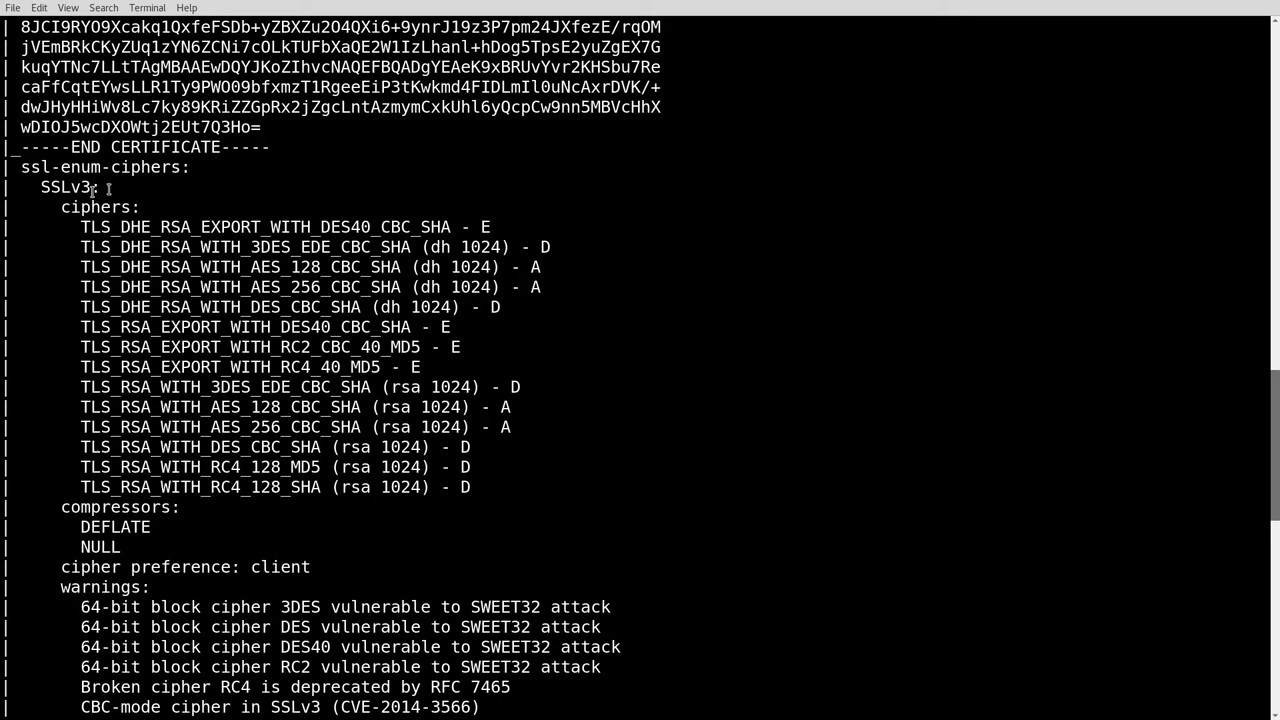 File Edit View Search Terminal Help
| 8JCI9RYO9Xcakq1QxfeFSDb+yZBXZu2O4QXi6+9ynrJ19z3P7pm24JXfezE/rqOM
| jVEmBRkCKyZUq1zYN6ZCNi7cOLkTUFbXaQE2W1IzLhanl+hDog5TpsE2yuZgEX7G
| kuqYTNc7LLtTAgMBAAEwDQYJKoZIhvcNAQEFBQADgYEAeK9xBRUvYvr2KHSbu7Re
| caFfCqtEYwsLLR1Ty9PWO09bfxmzT1RgeeEiP3tKwkmd4FIDLmIl0uNcAxrDVK/+
| dwJHyHHiWv8Lc7ky89KRiZZGpRx2jZgcLntAzmymCxkUhl6yQcpCw9nn5MBVcHhX
| wDIOJ5wcDXOWtj2EUt7Q3Ho=
|_-----END CERTIFICATE-----
| ssl-enum-ciphers:
|   SSLv3:
|     ciphers:
|       TLS_DHE_RSA_EXPORT_WITH_DES40_CBC_SHA - E
|       TLS_DHE_RSA_WITH_3DES_EDE_CBC_SHA (dh 1024) - D
|       TLS_DHE_RSA_WITH_AES_128_CBC_SHA (dh 1024) - A
|       TLS_DHE_RSA_WITH_AES_256_CBC_SHA (dh 1024) - A
|       TLS_DHE_RSA_WITH_DES_CBC_SHA (dh 1024) - D
|       TLS_RSA_EXPORT_WITH_DES40_CBC_SHA - E
|       TLS_RSA_EXPORT_WITH_RC2_CBC_40_MD5 - E
|       TLS_RSA_EXPORT_WITH_RC4_40_MD5 - E
|       TLS_RSA_WITH_3DES_EDE_CBC_SHA (rsa 1024) - D
|       TLS_RSA_WITH_AES_128_CBC_SHA (rsa 1024) - A
|       TLS_RSA_WITH_AES_256_CBC_SHA (rsa 1024) - A
|       TLS_RSA_WITH_DES_CBC_SHA (rsa 1024) - D
|       TLS_RSA_WITH_RC4_128_MD5 (rsa 1024) - D
|       TLS_RSA_WITH_RC4_128_SHA (rsa 1024) - D
|     compressors:
|       DEFLATE
|       NULL
|     cipher preference: client
|     warnings:
|       64-bit block cipher 3DES vulnerable to SWEET32 attack
|       64-bit block cipher DES vulnerable to SWEET32 attack
|       64-bit block cipher DES40 vulnerable to SWEET32 attack
|       64-bit block cipher RC2 vulnerable to SWEET32 attack
|       Broken cipher RC4 is deprecated by RFC 7465
|       CBC-mode cipher in SSLv3 (CVE-2014-3566)